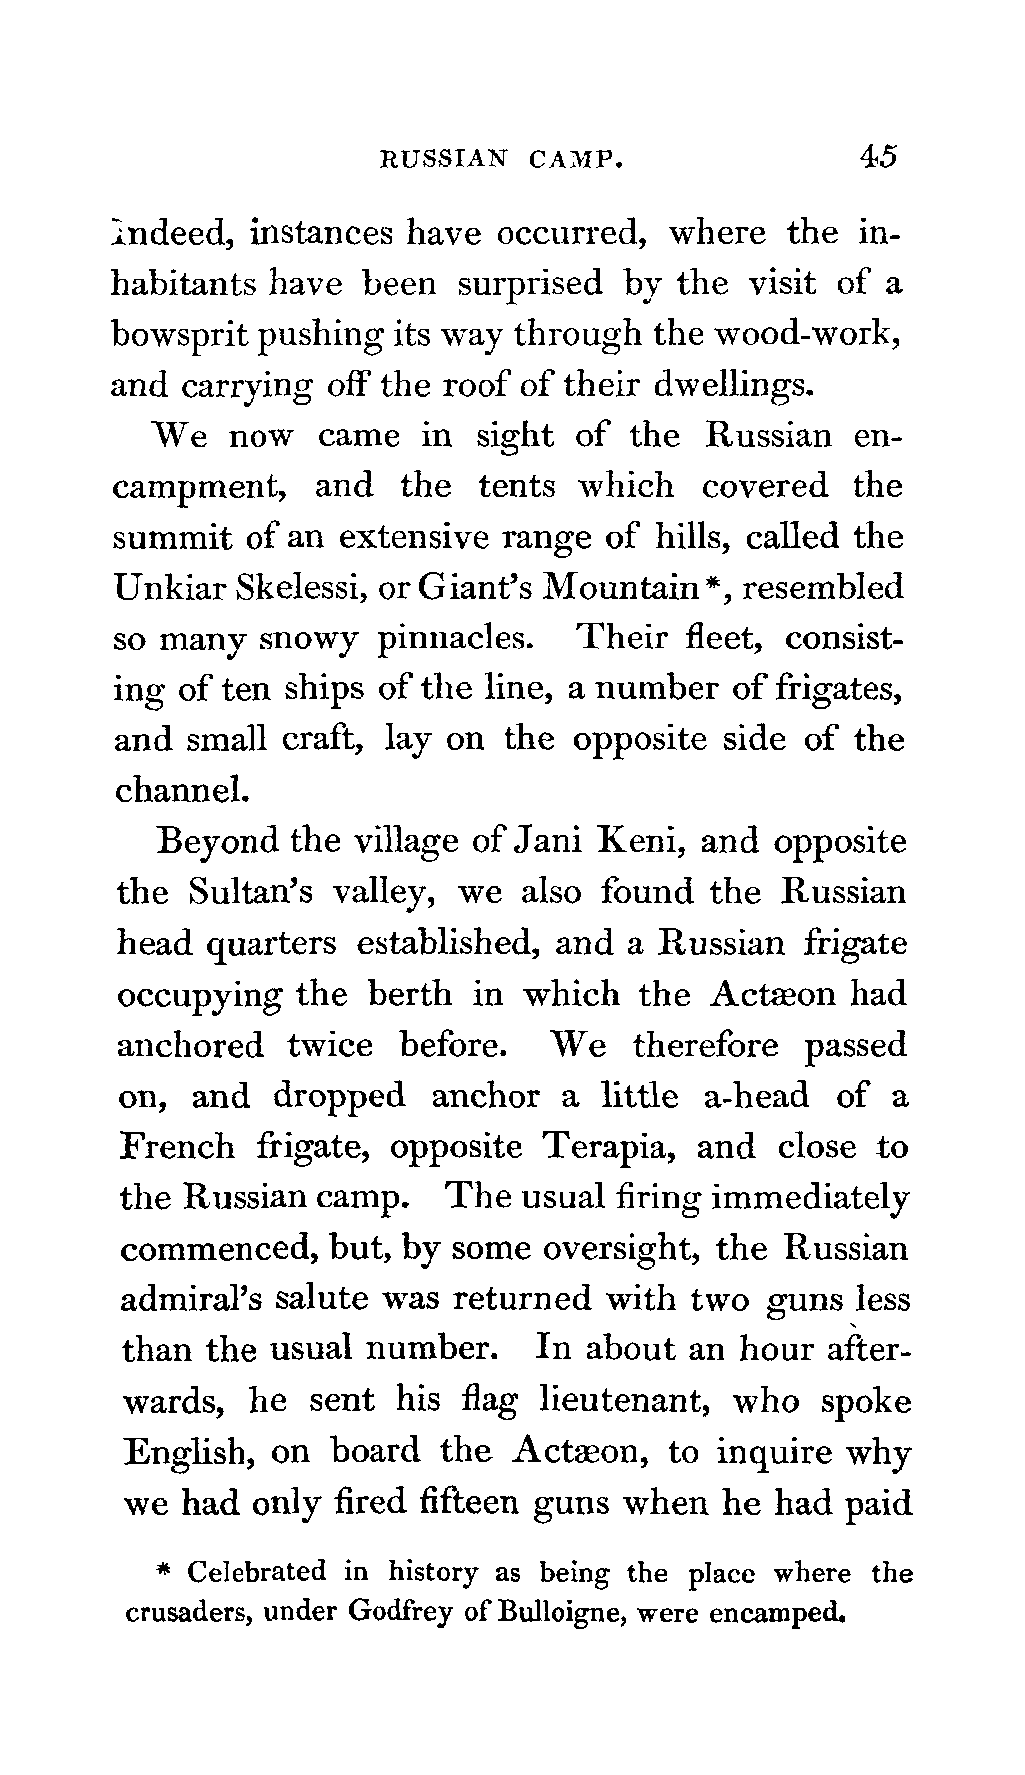 RUSSIAN CAMP. 45
indeed, instances have occurred, where the in-
habitants have been surprised by the visit of a
bowsprit pushing its way through the wood-work,
and carrying off the roof of their dwellings.
We now came in sight of the Russian en-
campment, and the tents which covered the
summit of an extensive range of hills, called the
Unkiar Skelessi, or Giant's Mountain*, resembled
so many snowy pinnacles. Their fleet, consist-
ing of ten ships of the line, a number of frigates,
and small craft, lay on the opposite side of the
channel.
Beyond the village of Jani Keni, and opposite
the Sultan's valley, we also found the Russian
head quarters established, and a Russian frigate
occupying the berth in which the Actæon had
anchored twice before. We therefore passed
on, and dropped anchor a little a-head of a
French frigate, opposite Terapia, and close to
the Russian camp. The usual firing immediately
commenced, but, by some oversight, the Russian
admiral's salute was returned with two guns less
than the usual number. In about an hour after-
wards, he sent his flag lieutenant, who spoke
English, on board the Actæon, to inquire why
we had only fired fifteen guns when he had paid
* Celebrated in history as being the place where the
crusaders, under Godfrey of Bulloigne, were encamped.